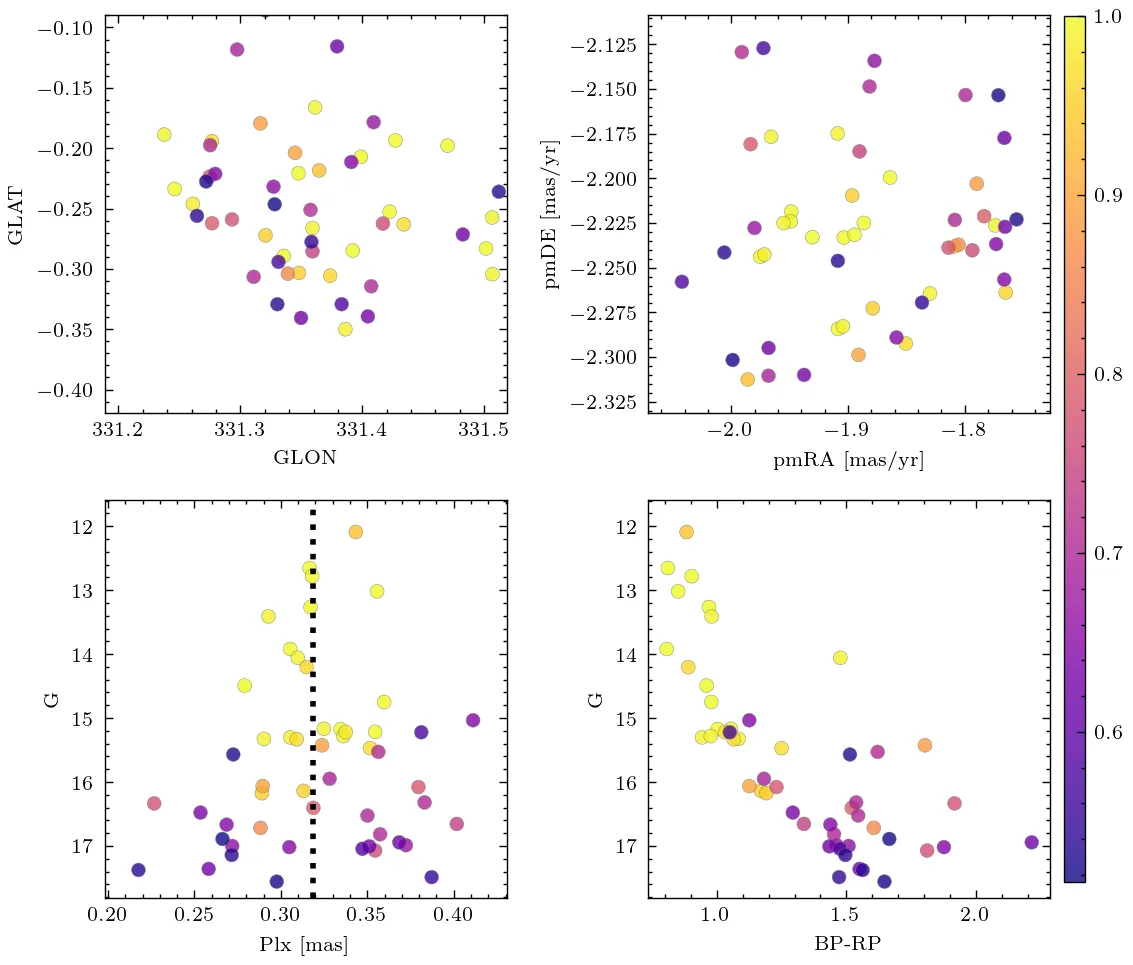 −0.10
−0.15
−0.20
−0.25
−0.30
−0.35
−0.40
GLAT
331.2 331.3 331.4 331.5
GLON
−2.125
−2.150
−2.175
−2.200
−2.225
−2.250
−2.275
−2.300
−2.325
pmDE [mas/yr]
−2.0 −1.9 −1.8
pmRA [mas/yr]
1.0
0.9
0.8
0.7
0.6
12
13
14
15
16
17
G
0.20 0.25 0.30 0.35 0.40
Plx [mas]
12
13
14
15
16
17
G
1.0 1.5 2.0
BP-RP